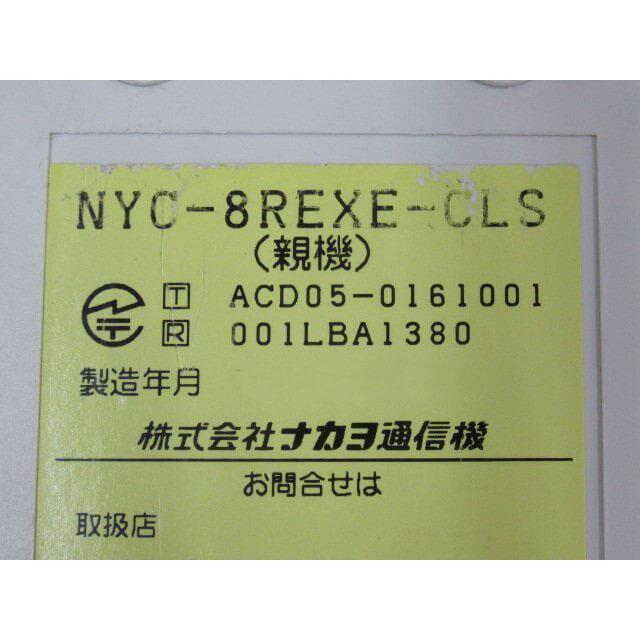 NYC-8REXE-CLS
(親機)
T ACD05-0161001
R 001LBA1380
製造年月
株式会社ナカヨ通信機
お問合せは
取扱店